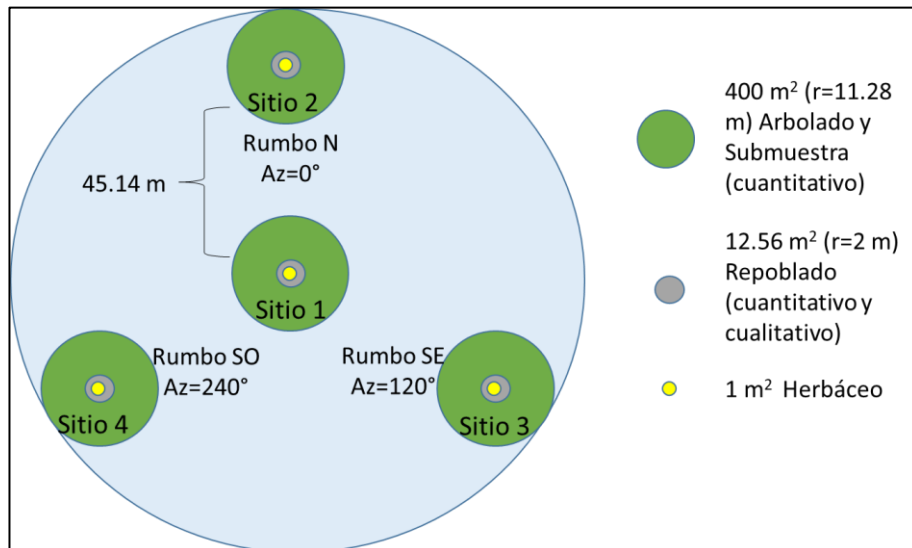 Sitio 2
Rumbo N
Az=0°
45.14 m
Sitio 1
Rumbo SO
Az=240°
Sitio 4
Rumbo SE
Az=120°
Sitio 3
400 m² (r=11.28
m) Arbolado y
Submuestra
(cuantitativo)
12.56 m² (r=2 m)
Repoblado
(cuantitativo y
cualitativo)
1 m² Herbáceo